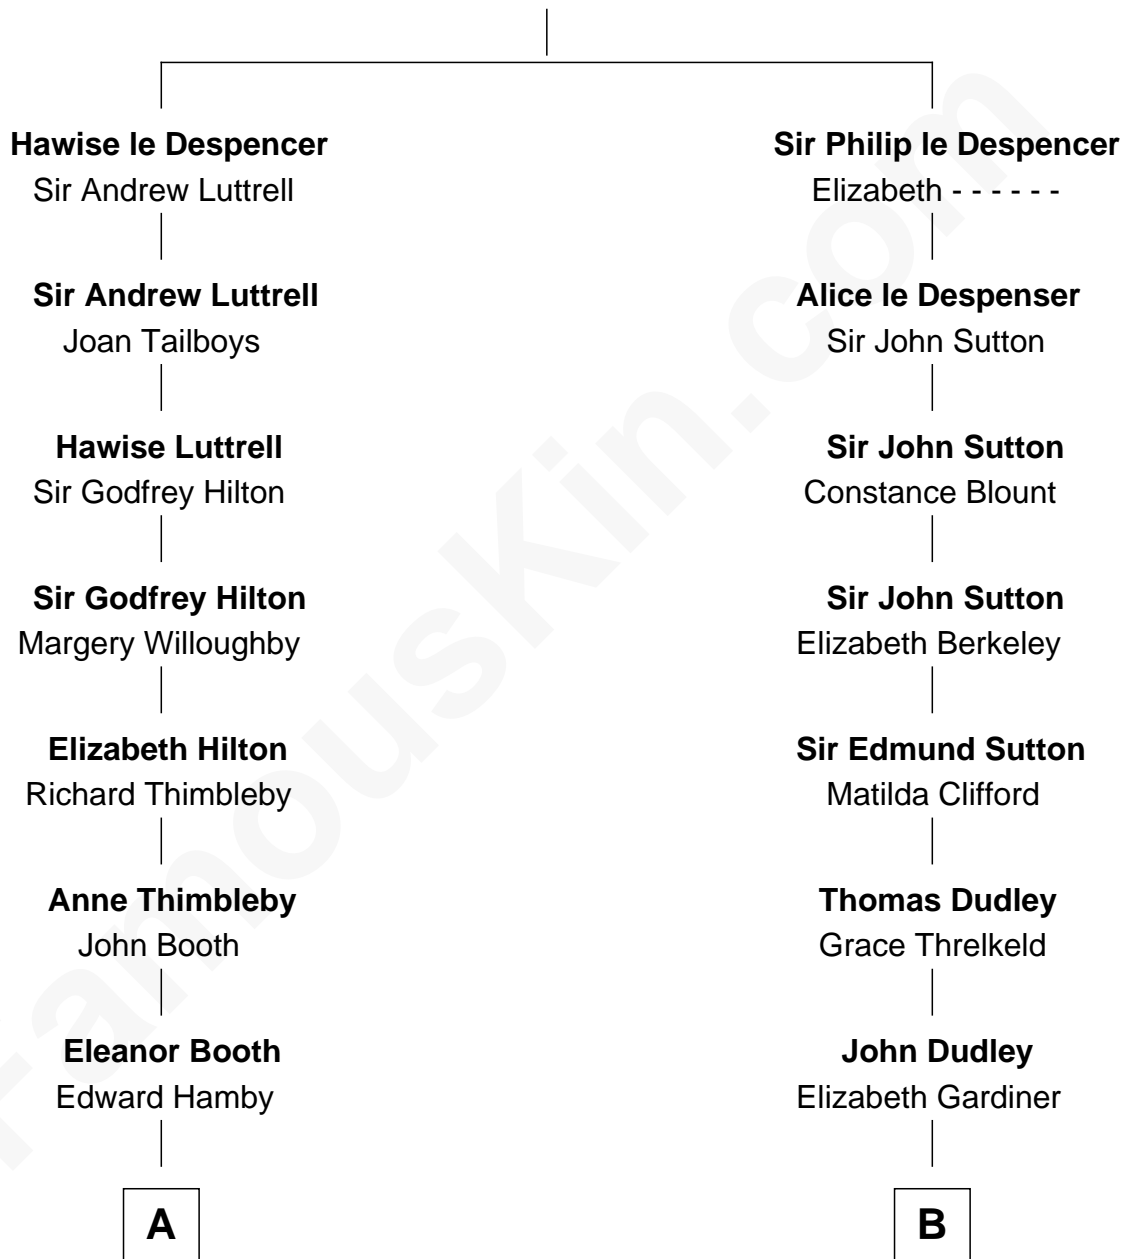 Hawise le Despencer
Sir Andrew Luttrell
Sir Andrew Luttrell
Joan Tailboys
Hawise Luttrell
Sir Godfrey Hilton
Sir Godfrey Hilton
Margery Willoughby
Elizabeth Hilton
Richard Thimbleby
Anne Thimbleby
John Booth
Eleanor Booth
Edward Hamby
A
Sir Philip le Despencer
Elizabeth - - - - - -
Alice le Despenser
Sir John Sutton
Sir John Sutton
Constance Blount
Sir John Sutton
Elizabeth Berkeley
Sir Edmund Sutton
Matilda Clifford
Thomas Dudley
Grace Threlkeld
John Dudley
Elizabeth Gardiner
B
FamousKin.com